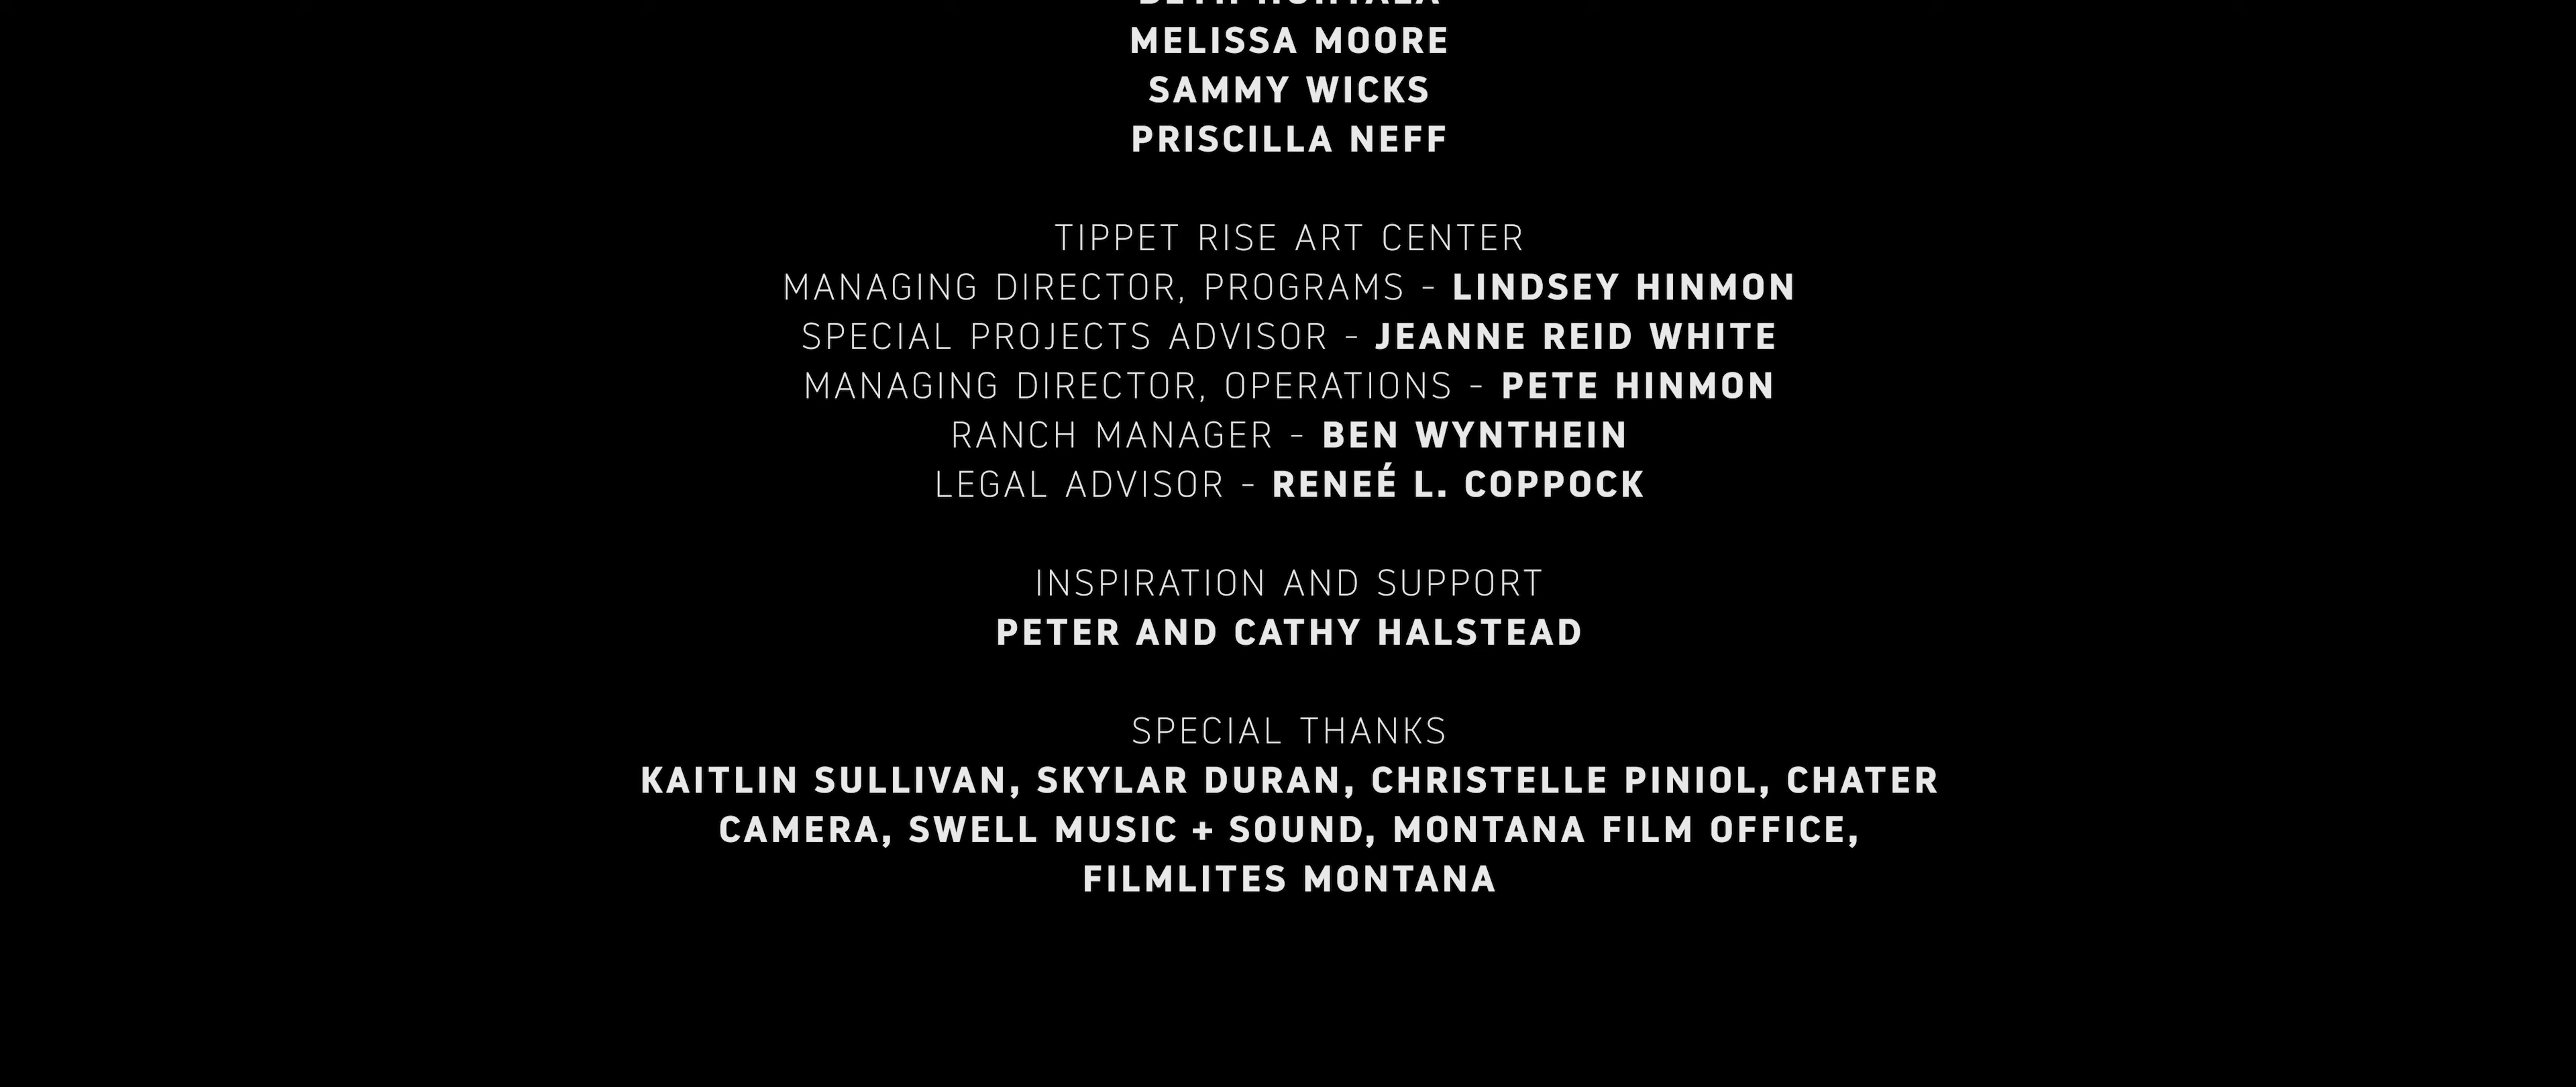 MELISSA MOORE
SAMMY WICKS
PRISCILLA NEFF
TIPPET RISE ART CENTER
MANAGING DIRECTOR, PROGRAMS - LINDSEY HINMON
SPECIAL PROJECTS ADVISOR - JEANNE REID WHITE
MANAGING DIRECTOR, OPERATIONS - PETE HINMON
RANCH MANAGER - BEN WYNTHEIN
LEGAL ADVISOR - RENEÉ L. COPPOCK
INSPIRATION AND SUPPORT
PETER AND CATHY HALSTEAD
SPECIAL THANKS
KAITLIN SULLIVAN, SKYLAR DURAN, CHRISTELLE PINIOL, CHATER
CAMERA, SWELL MUSIC + SOUND, MONTANA FILM OFFICE,
FILMLITES MONTANA